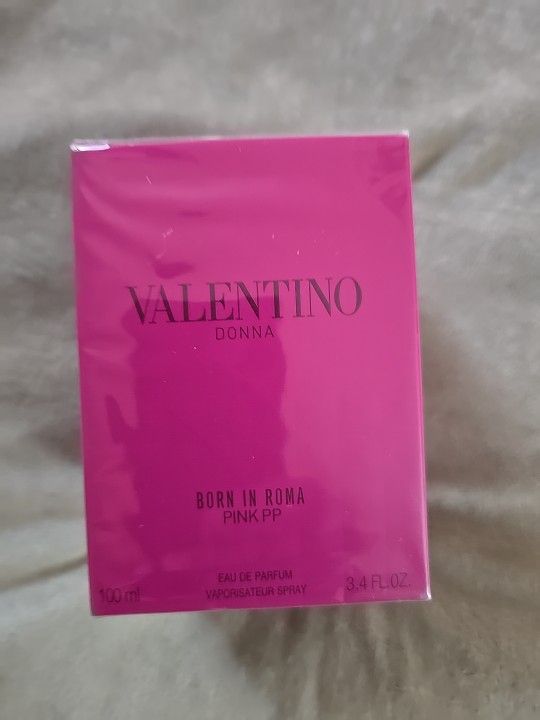 VALENTINO
DONNA
BORN IN ROMA
PINK PP
EAU DE PARFUM
VAPORISATEUR SPRAY
100 ml
3.4 FL.OZ.